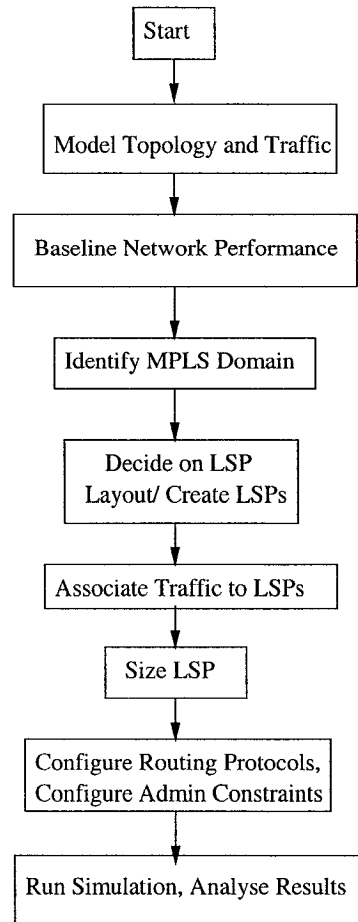 Start
Model Topology and Traffic
Baseline Network Performance
Identify MPLS Domain
Decide on LSP
Layout/ Create LSPs
Associate Traffic to LSPs
Size LSP
Configure Routing Protocols,
Configure Admin Constraints
Run Simulation, Analyse Results